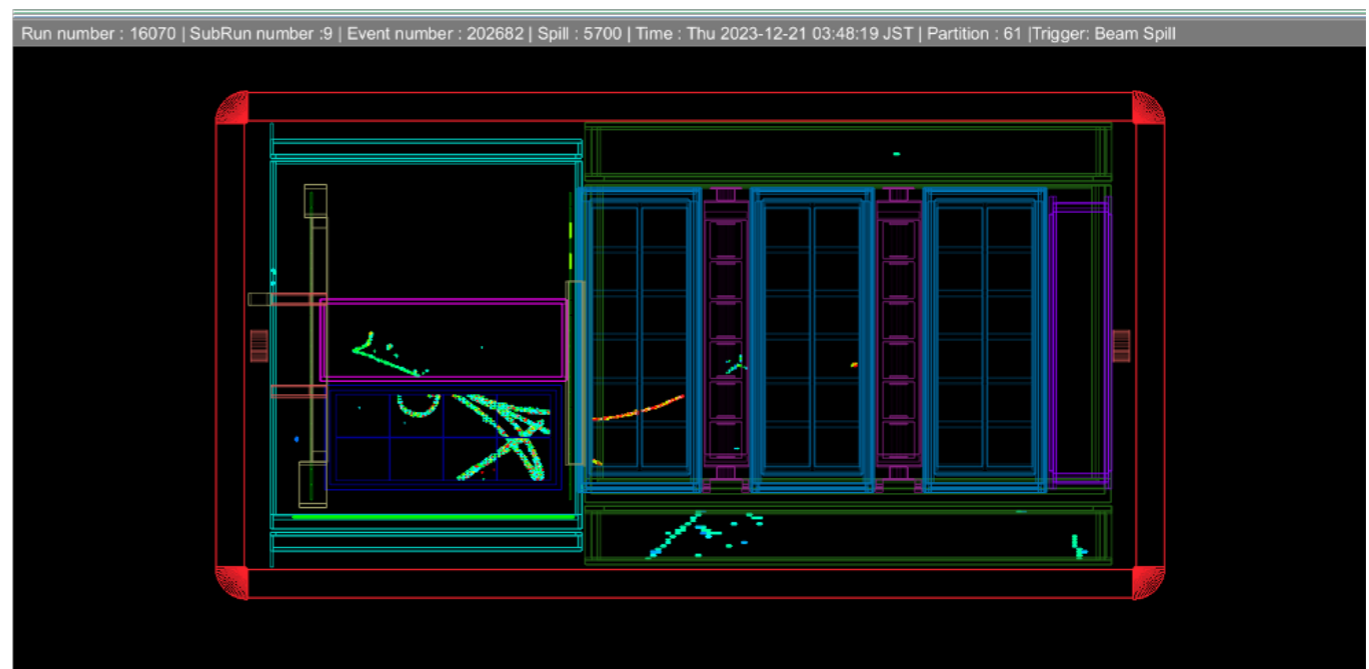 Run number : 16070 | SubRun number :9 | Event number : 202682 | Spill : 5700 | Time : Thu 2023-12-21 03:48:19 JST | Partition : 61 |Trigger: Beam Spill